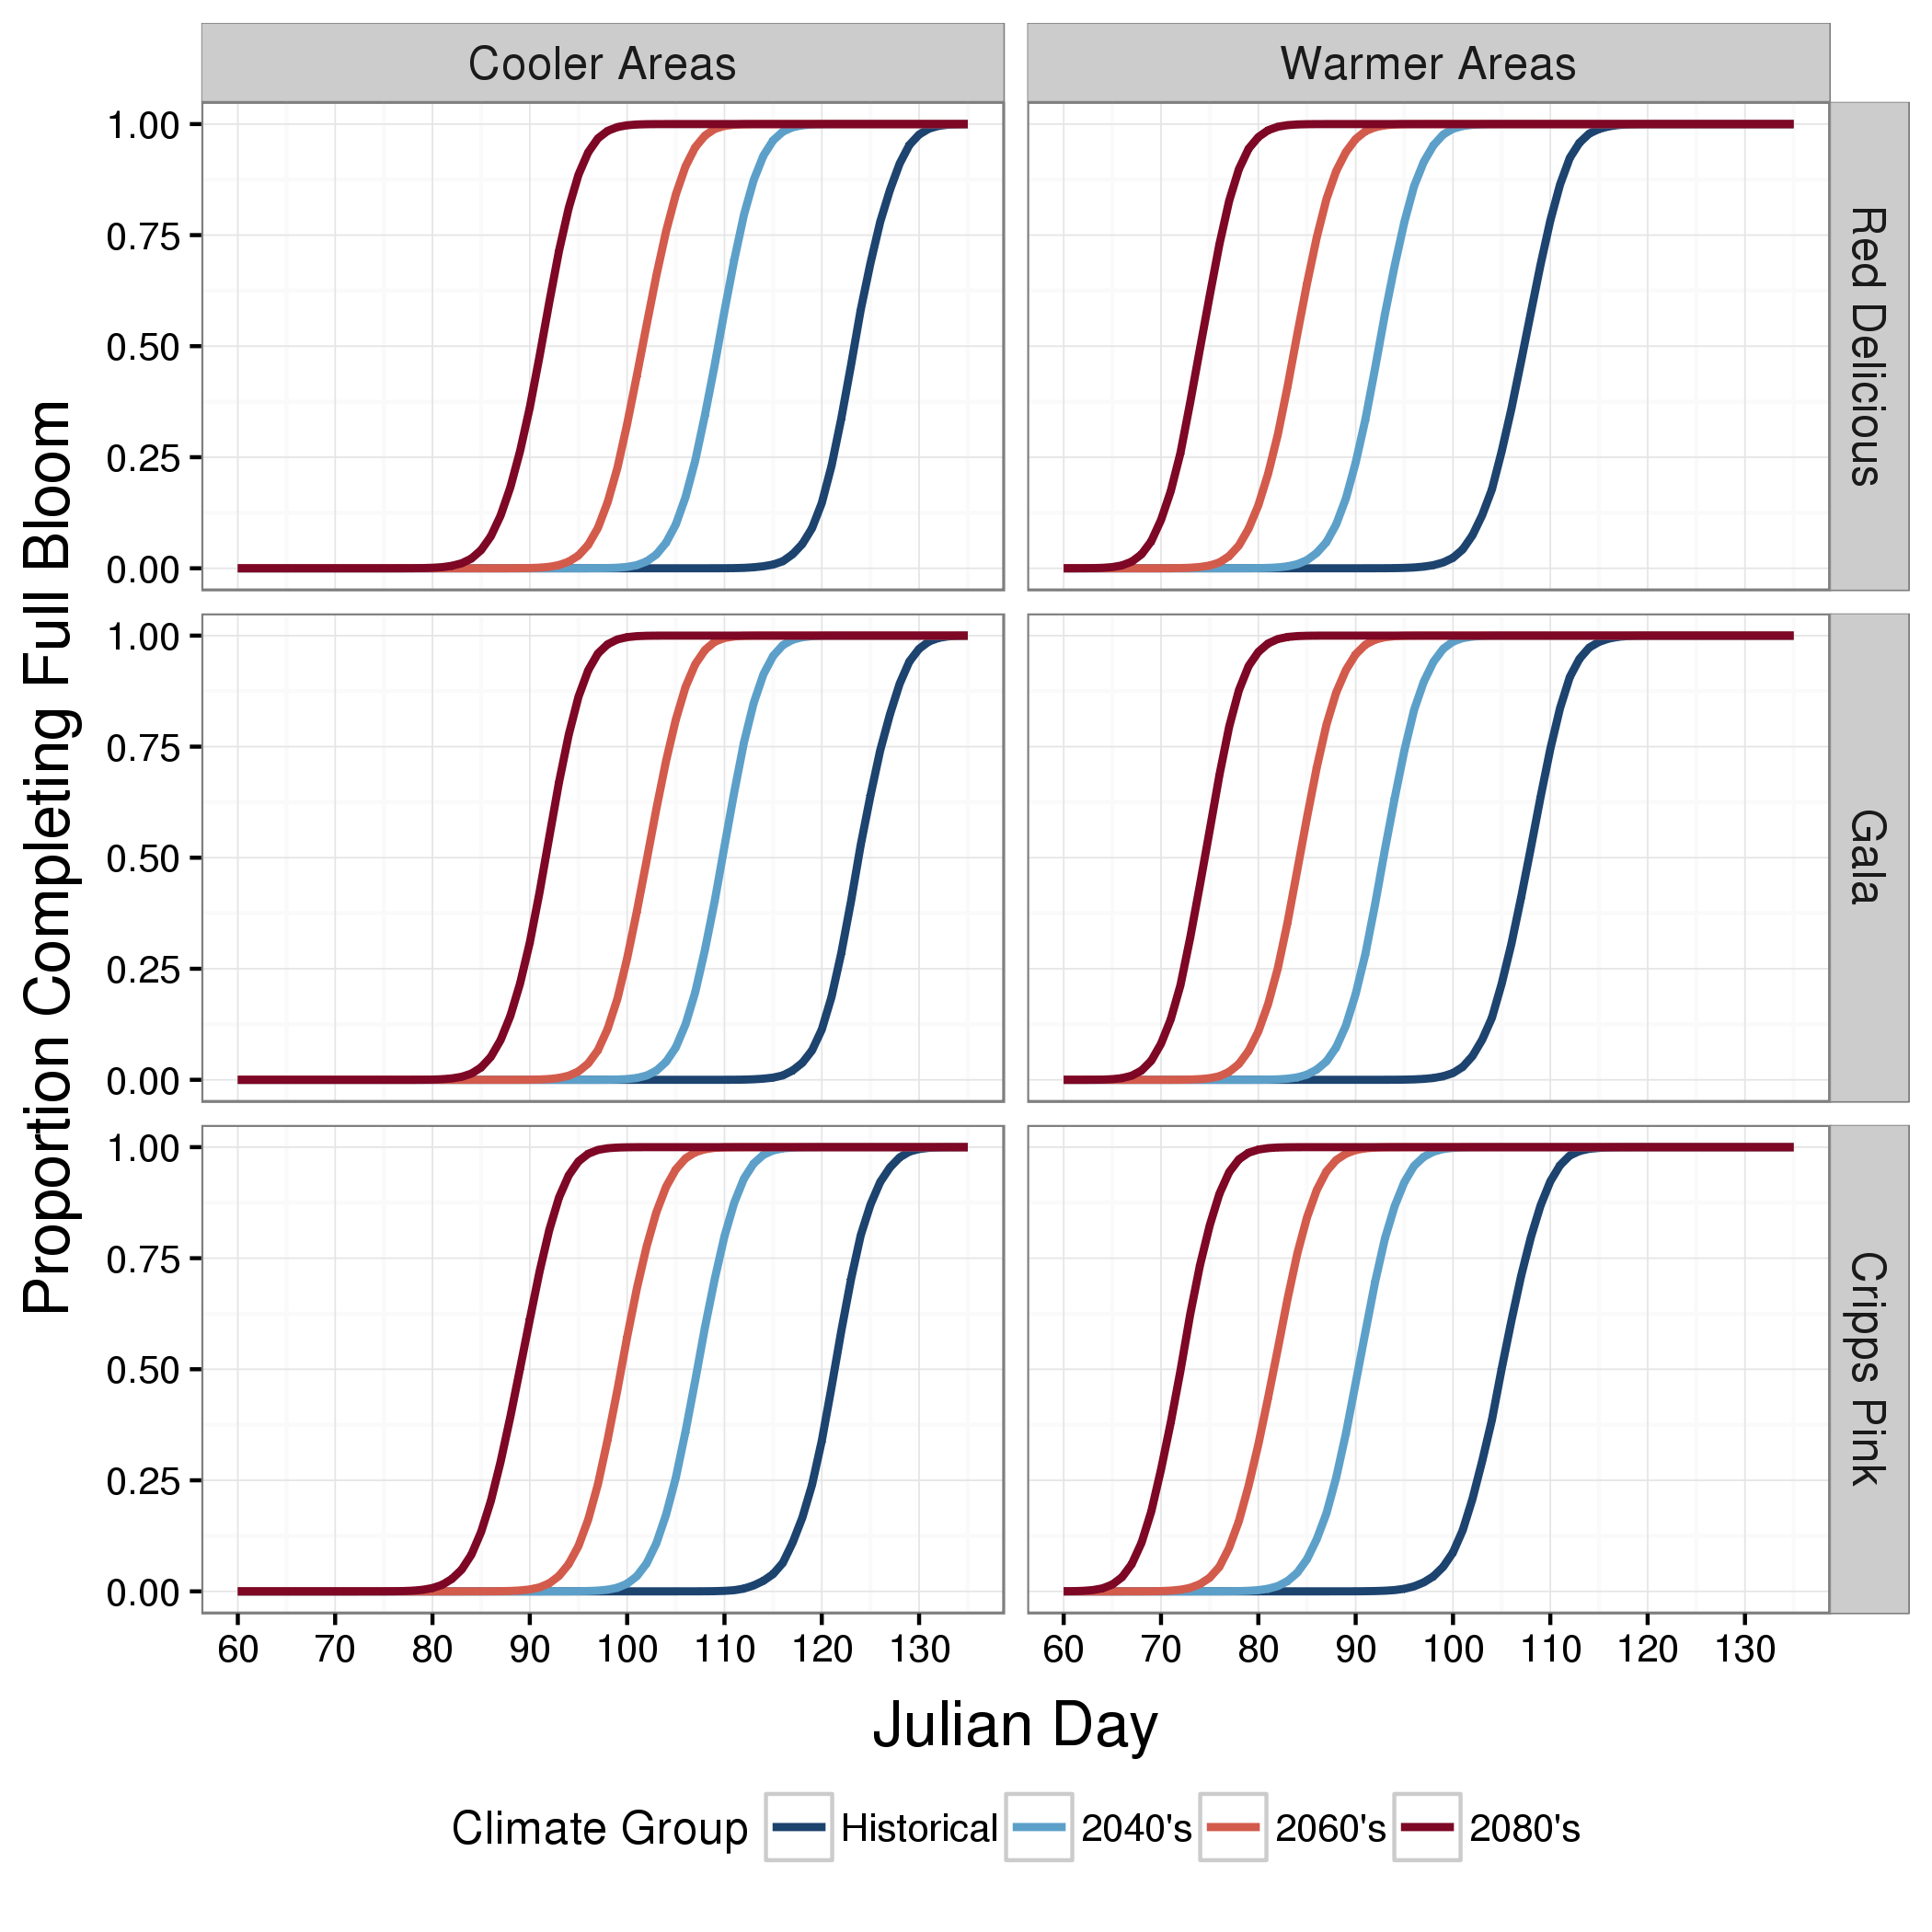 Cooler Areas
Warmer Areas
Proportion Completing Full Bloom
1.00
0.75
0.50
0.25
0.00
Red Delicious
1.00
0.75
0.50
0.25
0.00
Gala
1.00
0.75
0.50
0.25
0.00
Cripps Pink
60 70 80 90 100 110 120 130
60 70 80 90 100 110 120 130
Julian Day
Climate Group Historical 2040's 2060's 2080's